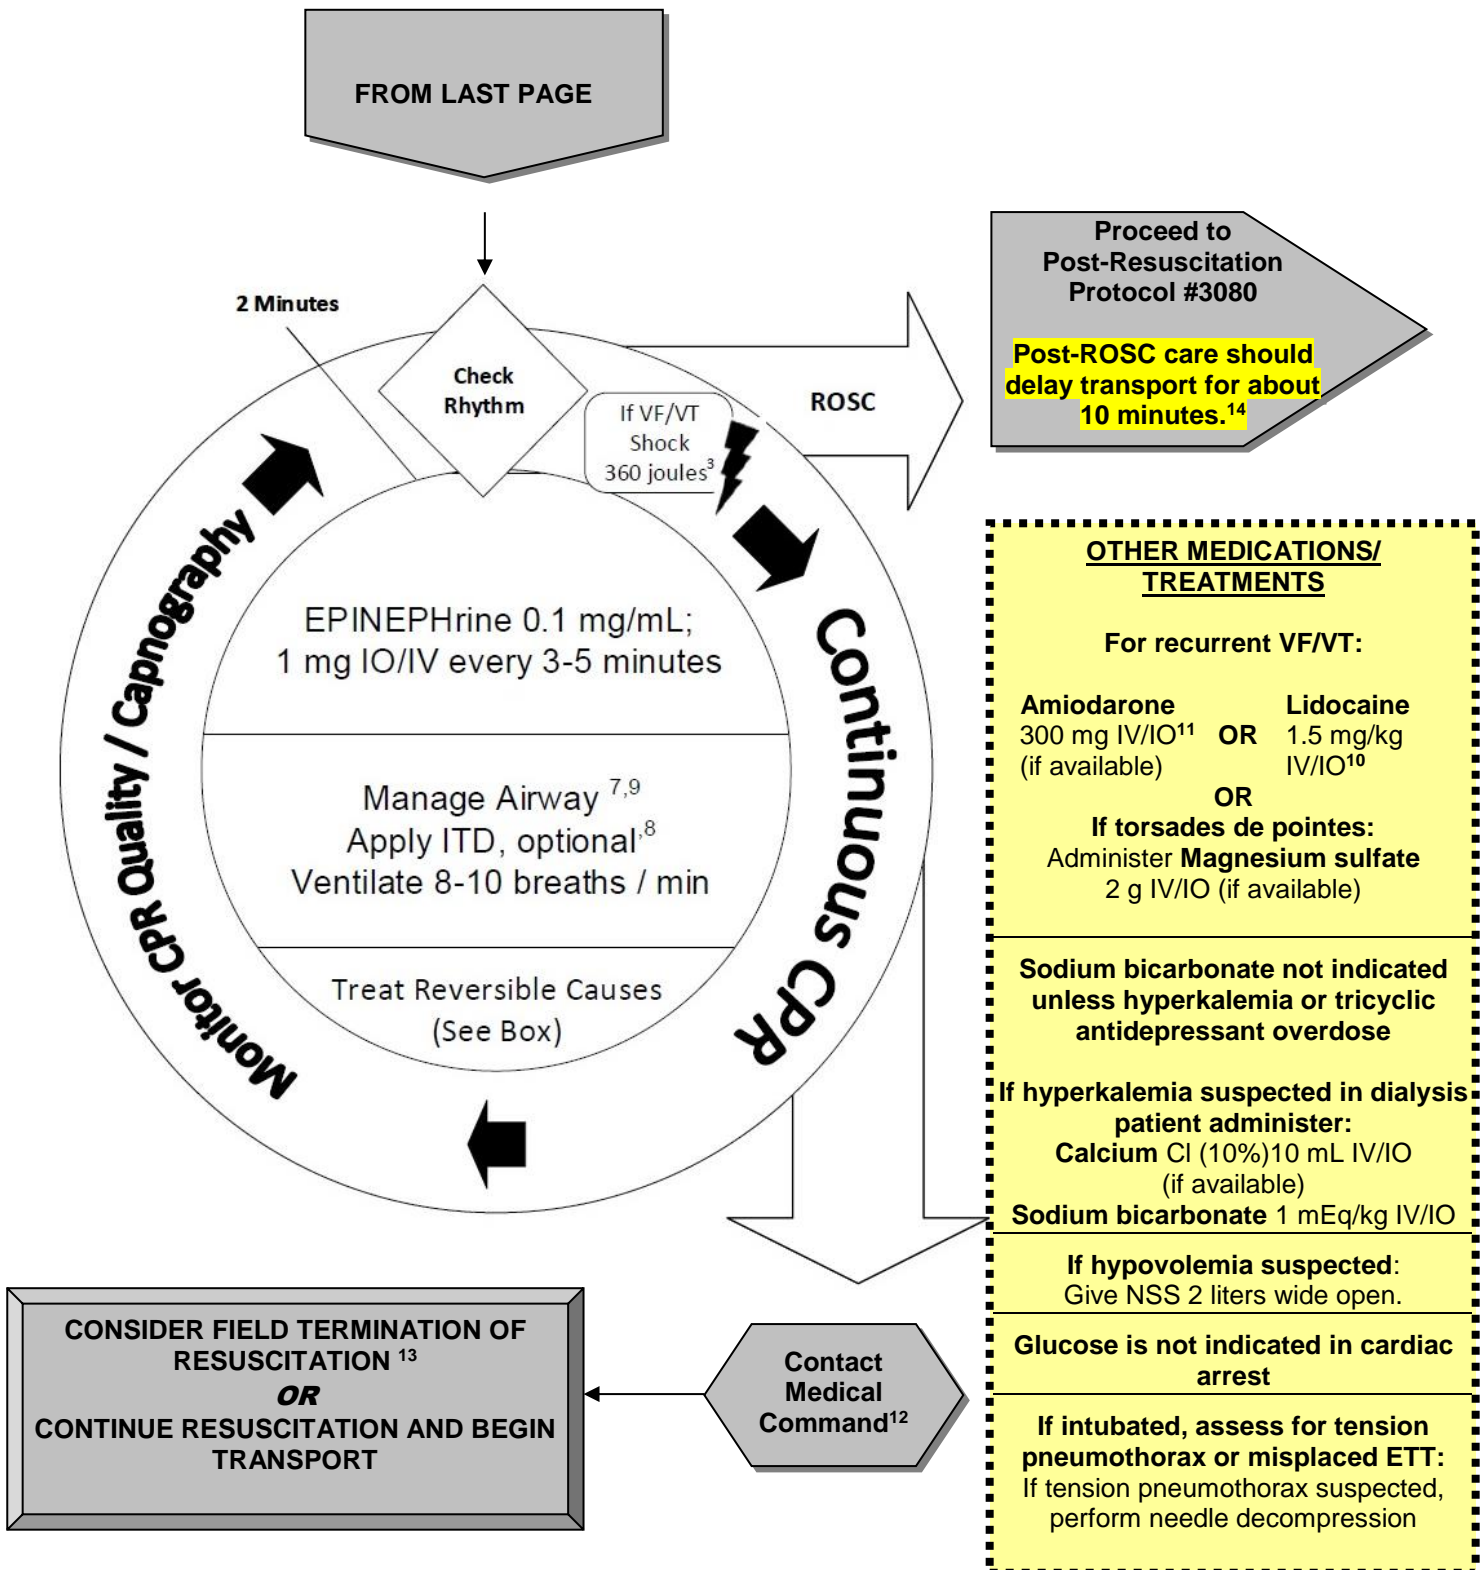 FROM LAST PAGE
2 Minutes
Check
Rhythm
If VF/VT
Shock
360 joules3
ROSC
Proceed to
Post-Resuscitation
Protocol #3080
Post-ROSC care should
delay transport for about
10 minutes.14
Monitor CPR Quality / Capnography
Continuous CPR
EPINEPHrine 0.1 mg/mL;
1 mg IO/IV every 3-5 minutes
Manage Airway 7,9
Apply ITD, optional,8
Ventilate 8-10 breaths / min
Treat Reversible Causes
(See Box)
OTHER MEDICATIONS/
TREATMENTS
For recurrent VF/VT:
Amiodarone
300 mg IV/IO11
(if available)
OR
Lidocaine
1.5 mg/kg
IV/IO10
OR
If torsades de pointes:
Administer Magnesium sulfate
2 g IV/IO (if available)
Sodium bicarbonate not indicated
unless hyperkalemia or tricyclic
antidepressant overdose
If hyperkalemia suspected in dialysis
patient administer:
Calcium Cl (10%)10 mL IV/IO
(if available)
Sodium bicarbonate 1 mEq/kg IV/IO
If hypovolemia suspected:
Give NSS 2 liters wide open.
Glucose is not indicated in cardiac
arrest
If intubated, assess for tension
pneumothorax or misplaced ETT:
If tension pneumothorax suspected,
perform needle decompression
Contact
Medical
Command12
CONSIDER FIELD TERMINATION OF
RESUSCITATION 13
OR
CONTINUE RESUSCITATION AND BEGIN
TRANSPORT